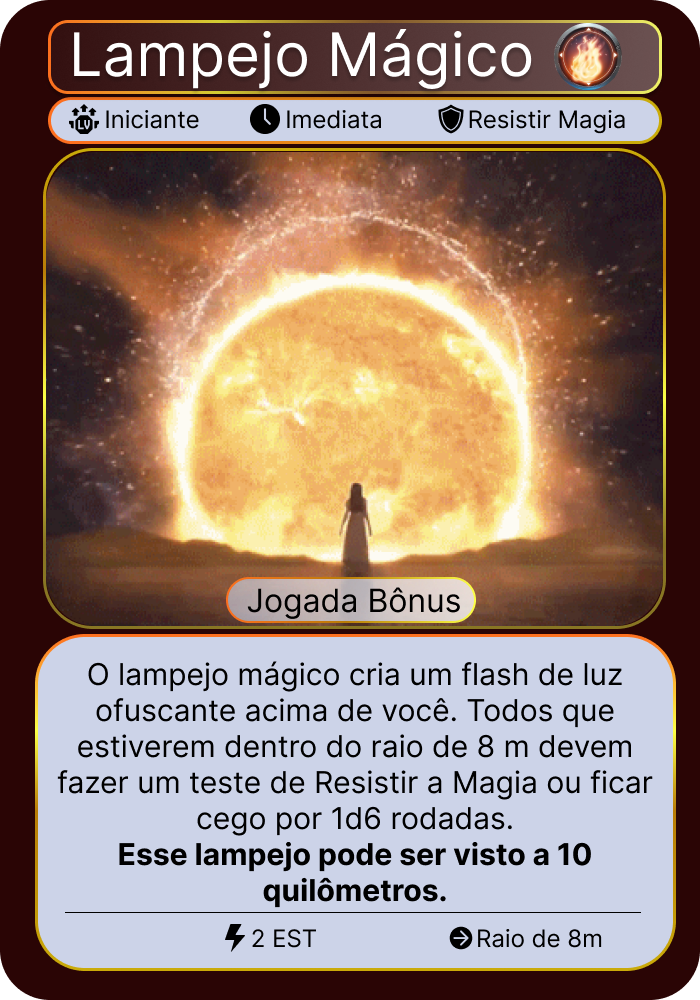 Lampejo Mágico
LV Iniciante Imediata Resistir Magia
Jogada Bônus
O lampejo mágico cria um flash de luz
ofuscante acima de você. Todos que
estiverem dentro do raio de 8 m devem
fazer um teste de Resistir a Magia ou ficar
cego por 1d6 rodadas.
Esse lampejo pode ser visto a 10
quilômetros.
2 EST Raio de 8m